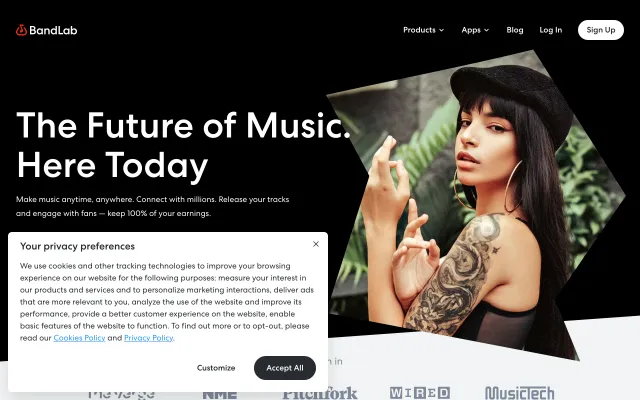 BandLab
Products
Apps
Blog
Log In
Sign Up
The Future of Music.
Here Today
Make music anytime, anywhere. Connect with millions. Release your tracks
and engage with fans — keep 100% of your earnings.
Your privacy preferences
We use cookies and other tracking technologies to improve your browsing
experience on our website for the following purposes: measure your interest in
our products and services and to personalize marketing interactions, deliver ads
that are more relevant to you, analyze the use of the website and improve its
performance, provide a better customer experience on the website, enable
basic features of the website to function. To find out more or to opt-out, please
read our Cookies Policy and Privacy Policy.
Customize
Accept All
in
NME
Pitchfork
WIRED
MusicTech